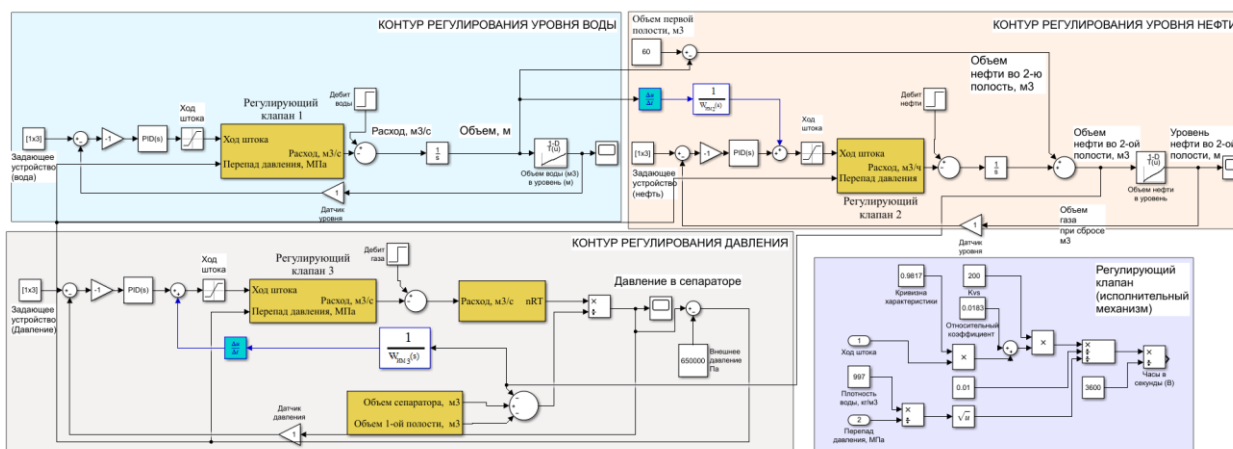 КОНТУР РЕГУЛИРОВАНИЯ УРОВНЯ ВОДЫ
Дебит
воды
Ход
штока
Регулирующий
клапан 1
[1x3]
-1
PID(s)
Ход штока
Расход, м3/с
Перепад давления, МПа
Расход, м3/с
1
s
Объем, м
1-D
T(u)
Объем воды (м3)
в уровень (м)
Задающее
устройство
(вода)
1
Датчик
уровня
КОНТУР РЕГУЛИРОВАНИЯ УРОВНЯ НЕФТИ
Объем первой
полости, м3
60
Объем
нефти во 2-ю
полость, м3
Δu
Δt
1
Дебит
нефти
Ход
штока
[1x3]
-1
PID(s)
Ход штока
Расход, м3/ч
Перепад давления
Регулирующий
клапан 2
1
s
Объем
нефти во 2-ой
полости, м3
Уровень
нефти во 2-ой
полости, м
1-D
T(u)
Объем нефти
в уровень
Задающее
устройство
(нефть)
1
Датчик
уровня
Объем
газа
при сбросе
м3
КОНТУР РЕГУЛИРОВАНИЯ ДАВЛЕНИЯ
Дебит
газа
Ход
штока
Регулирующий
клапан 3
[1x3]
-1
PID(s)
Ход штока
Расход, м3/с
Перепад давления, МПа
Расход, м3/с
nRT
Давление в сепараторе
Задающее
устройство
(Давление)
Δu
Δt
1
650000
Внешнее
давление
Па
Объем сепаратора, м3
Объем 1-ой полости, м3
Датчик
давления
1
Регулирующий
клапан
(исполнительный
механизм)
0.9817
Кривизна
характеристики
200
Kvs
0.0183
Относительный
коэффициент
1
Ход штока
997
Плотность
воды, кг/м3
0.01
3600
Часы в
секунды (В)
√u
2
Перепад
давления, МПа